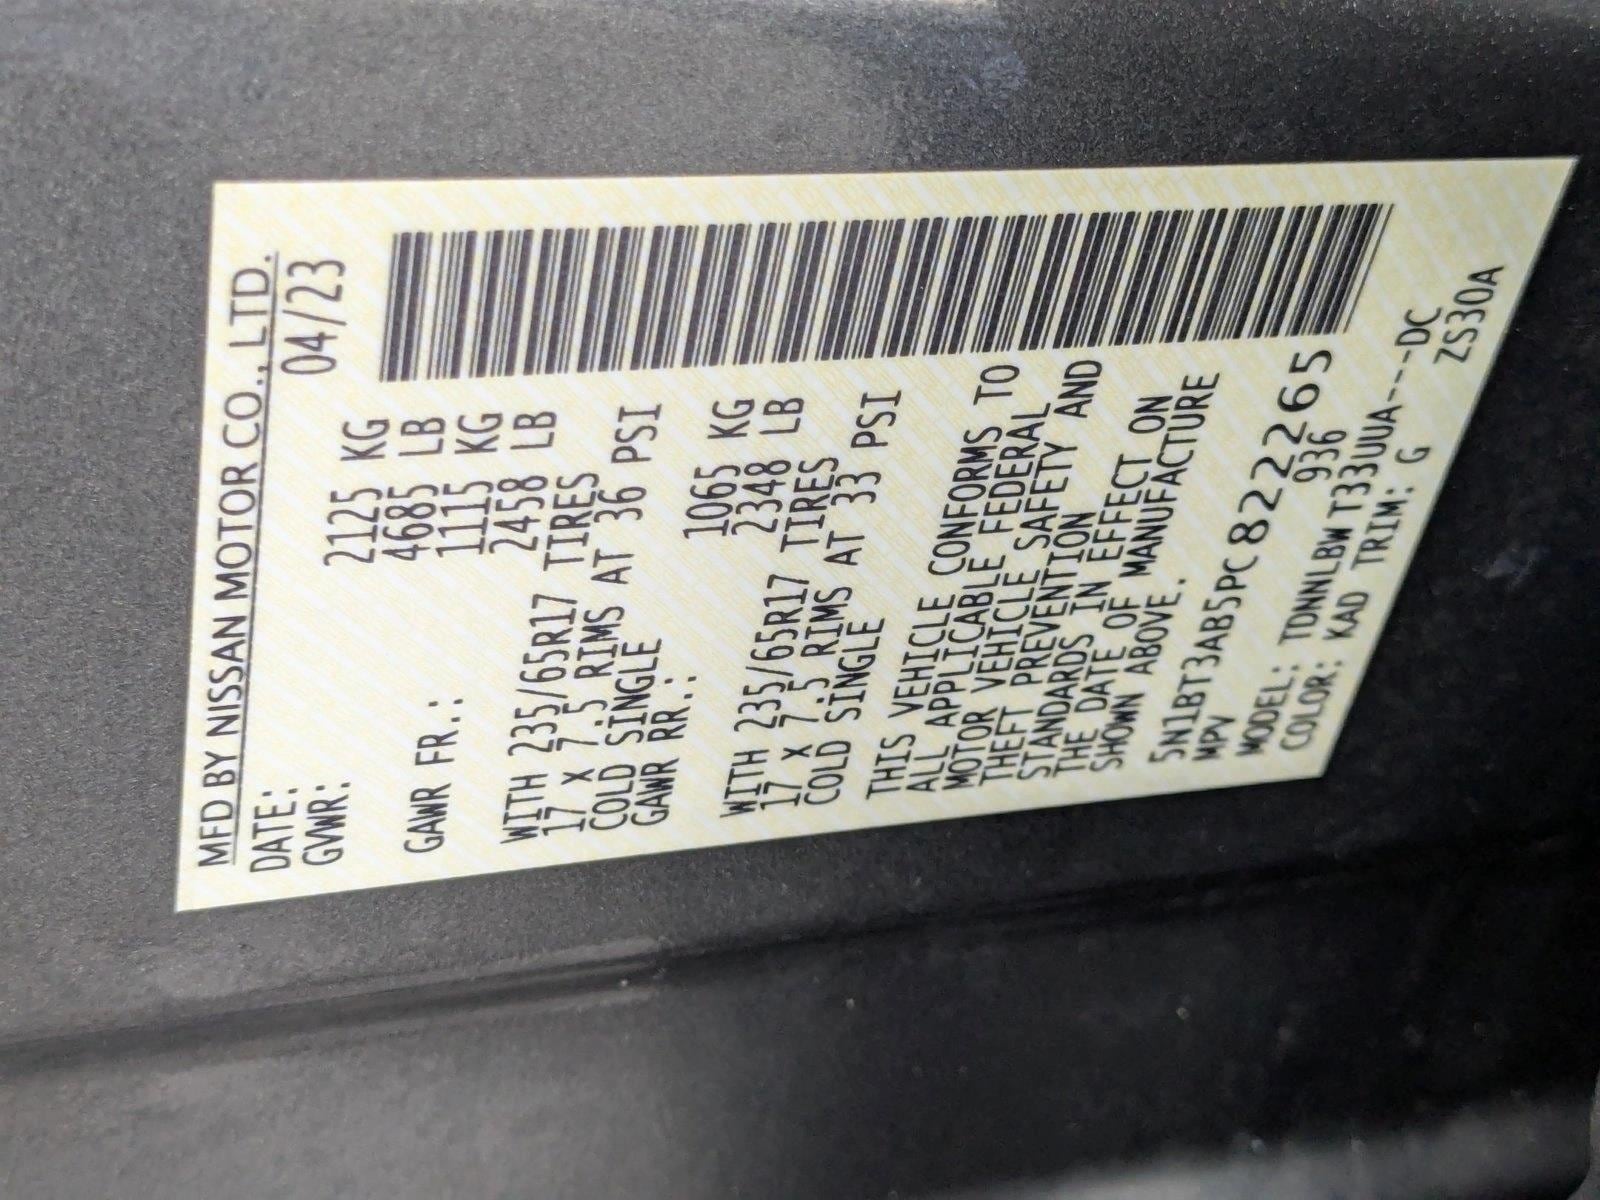 MFD BY NISSAN MOTOR CO., LTD.
DATE: 04/23
GVWR: 2125 KG
4685 LB
GAWR FR.: 1115 KG
2458 LB
WITH 235/65R17 TIRES
17 X 7.5 RIMS AT 36 PSI
COLD SINGLE
GAWR RR.: 1065 KG
2348 LB
WITH 235/65R17 TIRES
17 X 7.5 RIMS AT 33 PSI
COLD SINGLE
THIS VEHICLE CONFORMS TO
ALL APPLICABLE FEDERAL
MOTOR VEHICLE SAFETY AND
THEFT PREVENTION
STANDARDS IN EFFECT ON
THE DATE OF MANUFACTURE
SHOWN ABOVE.
5N1BT3AB5PC822265
MPV 936
MODEL: TDNNLBWT33UUA---DC
COLOR: KAD TRIM: G ZS30A